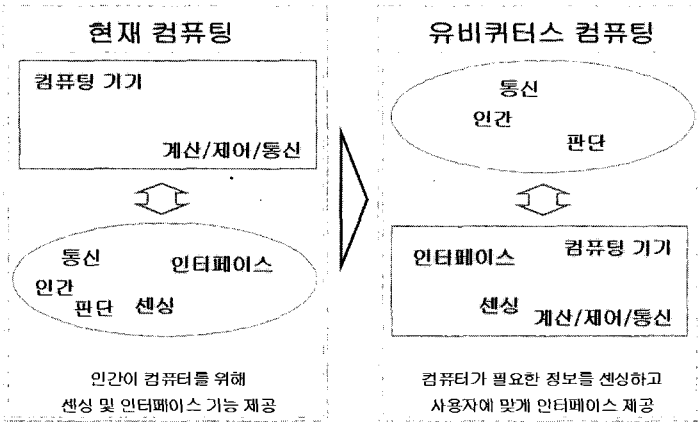 현재 컴퓨팅
컴퓨팅 기기
계산/제어/통신
통신
인터페이스
인간
판단 센싱
인간이 컴퓨터를 위해
센싱 및 인터페이스 기능 제공
유비쿼터스 컴퓨팅
통신
인간
판단
인터페이스
컴퓨팅 기기
센싱
계산/제어/통신
컴퓨터가 필요한 정보를 센싱하고
사용자에 맞게 인터페이스 제공